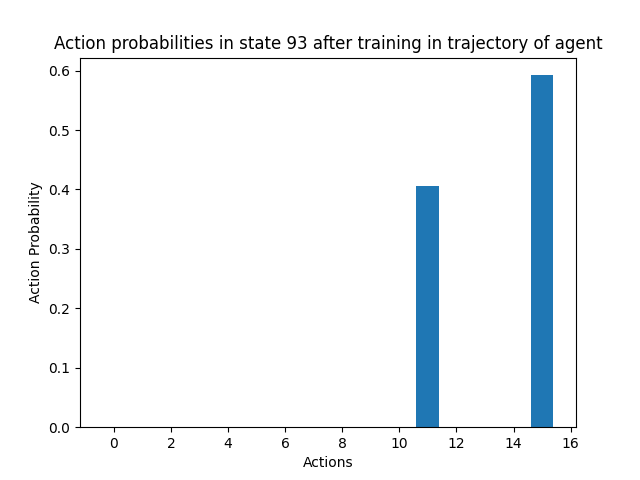 Action probabilities in state 93 after training in trajectory of agent
0.6
0.5
0.4
0.3
0.2
0.1
0.0
Action Probability
0 2 4 6 8 10 12 14 16
Actions